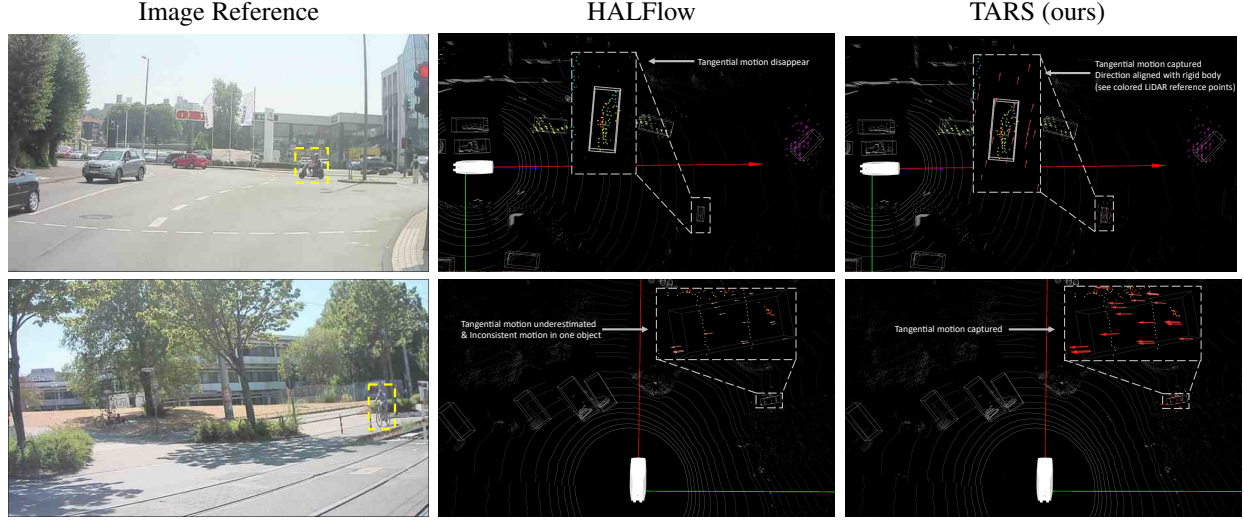 Image Reference
HALFlow
TARS (ours)
Tangential motion disappear
Tangential motion captured
Direction aligned with rigid body
(see colored LiDAR reference points)
Tangential motion underestimated
& Inconsistent motion in one object
Tangential motion captured